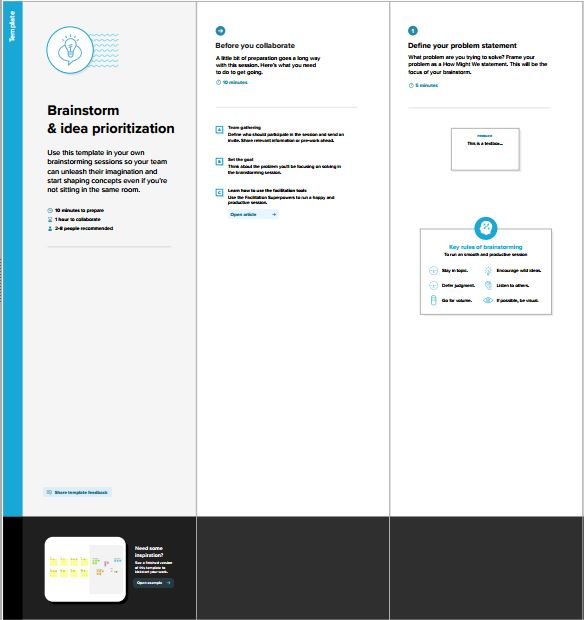 Template
Brainstorm
& idea prioritization
Use this template in your own
brainstorming sessions so your team
can unleash their imagination and
start shaping concepts even if you're
not sitting in the same room.
10 minutes to prepare
1 hour to collaborate
2-8 people recommended
Share template feedback
Need some
inspiration?
See a finished version
of this template to
kickstart your work.
Open example
Before you collaborate
A little bit of preparation goes a long way
with this session. Here's what you need
to do to get going.
10 minutes
A
Team gathering
Define who should participate in the session and send an
invite. Share relevant information or pre-work ahead.
B
Set the goal
Think about the problem you'll be focusing on solving in
the brainstorming session.
C
Learn how to use the facilitation tools
Use the Facilitation Superpowers to run a happy and
productive session.
Open article
1
Define your problem statement
What problem are you trying to solve? Frame your
problem as a How Might We statement. This will be the
focus of your brainstorm.
5 minutes
PROBLEM
This is a textbox...
Key rules of brainstorming
To run an smooth and productive session
Stay in topic.
Encourage wild ideas.
Defer judgment.
Listen to others.
Go for volume.
If possible, be visual.